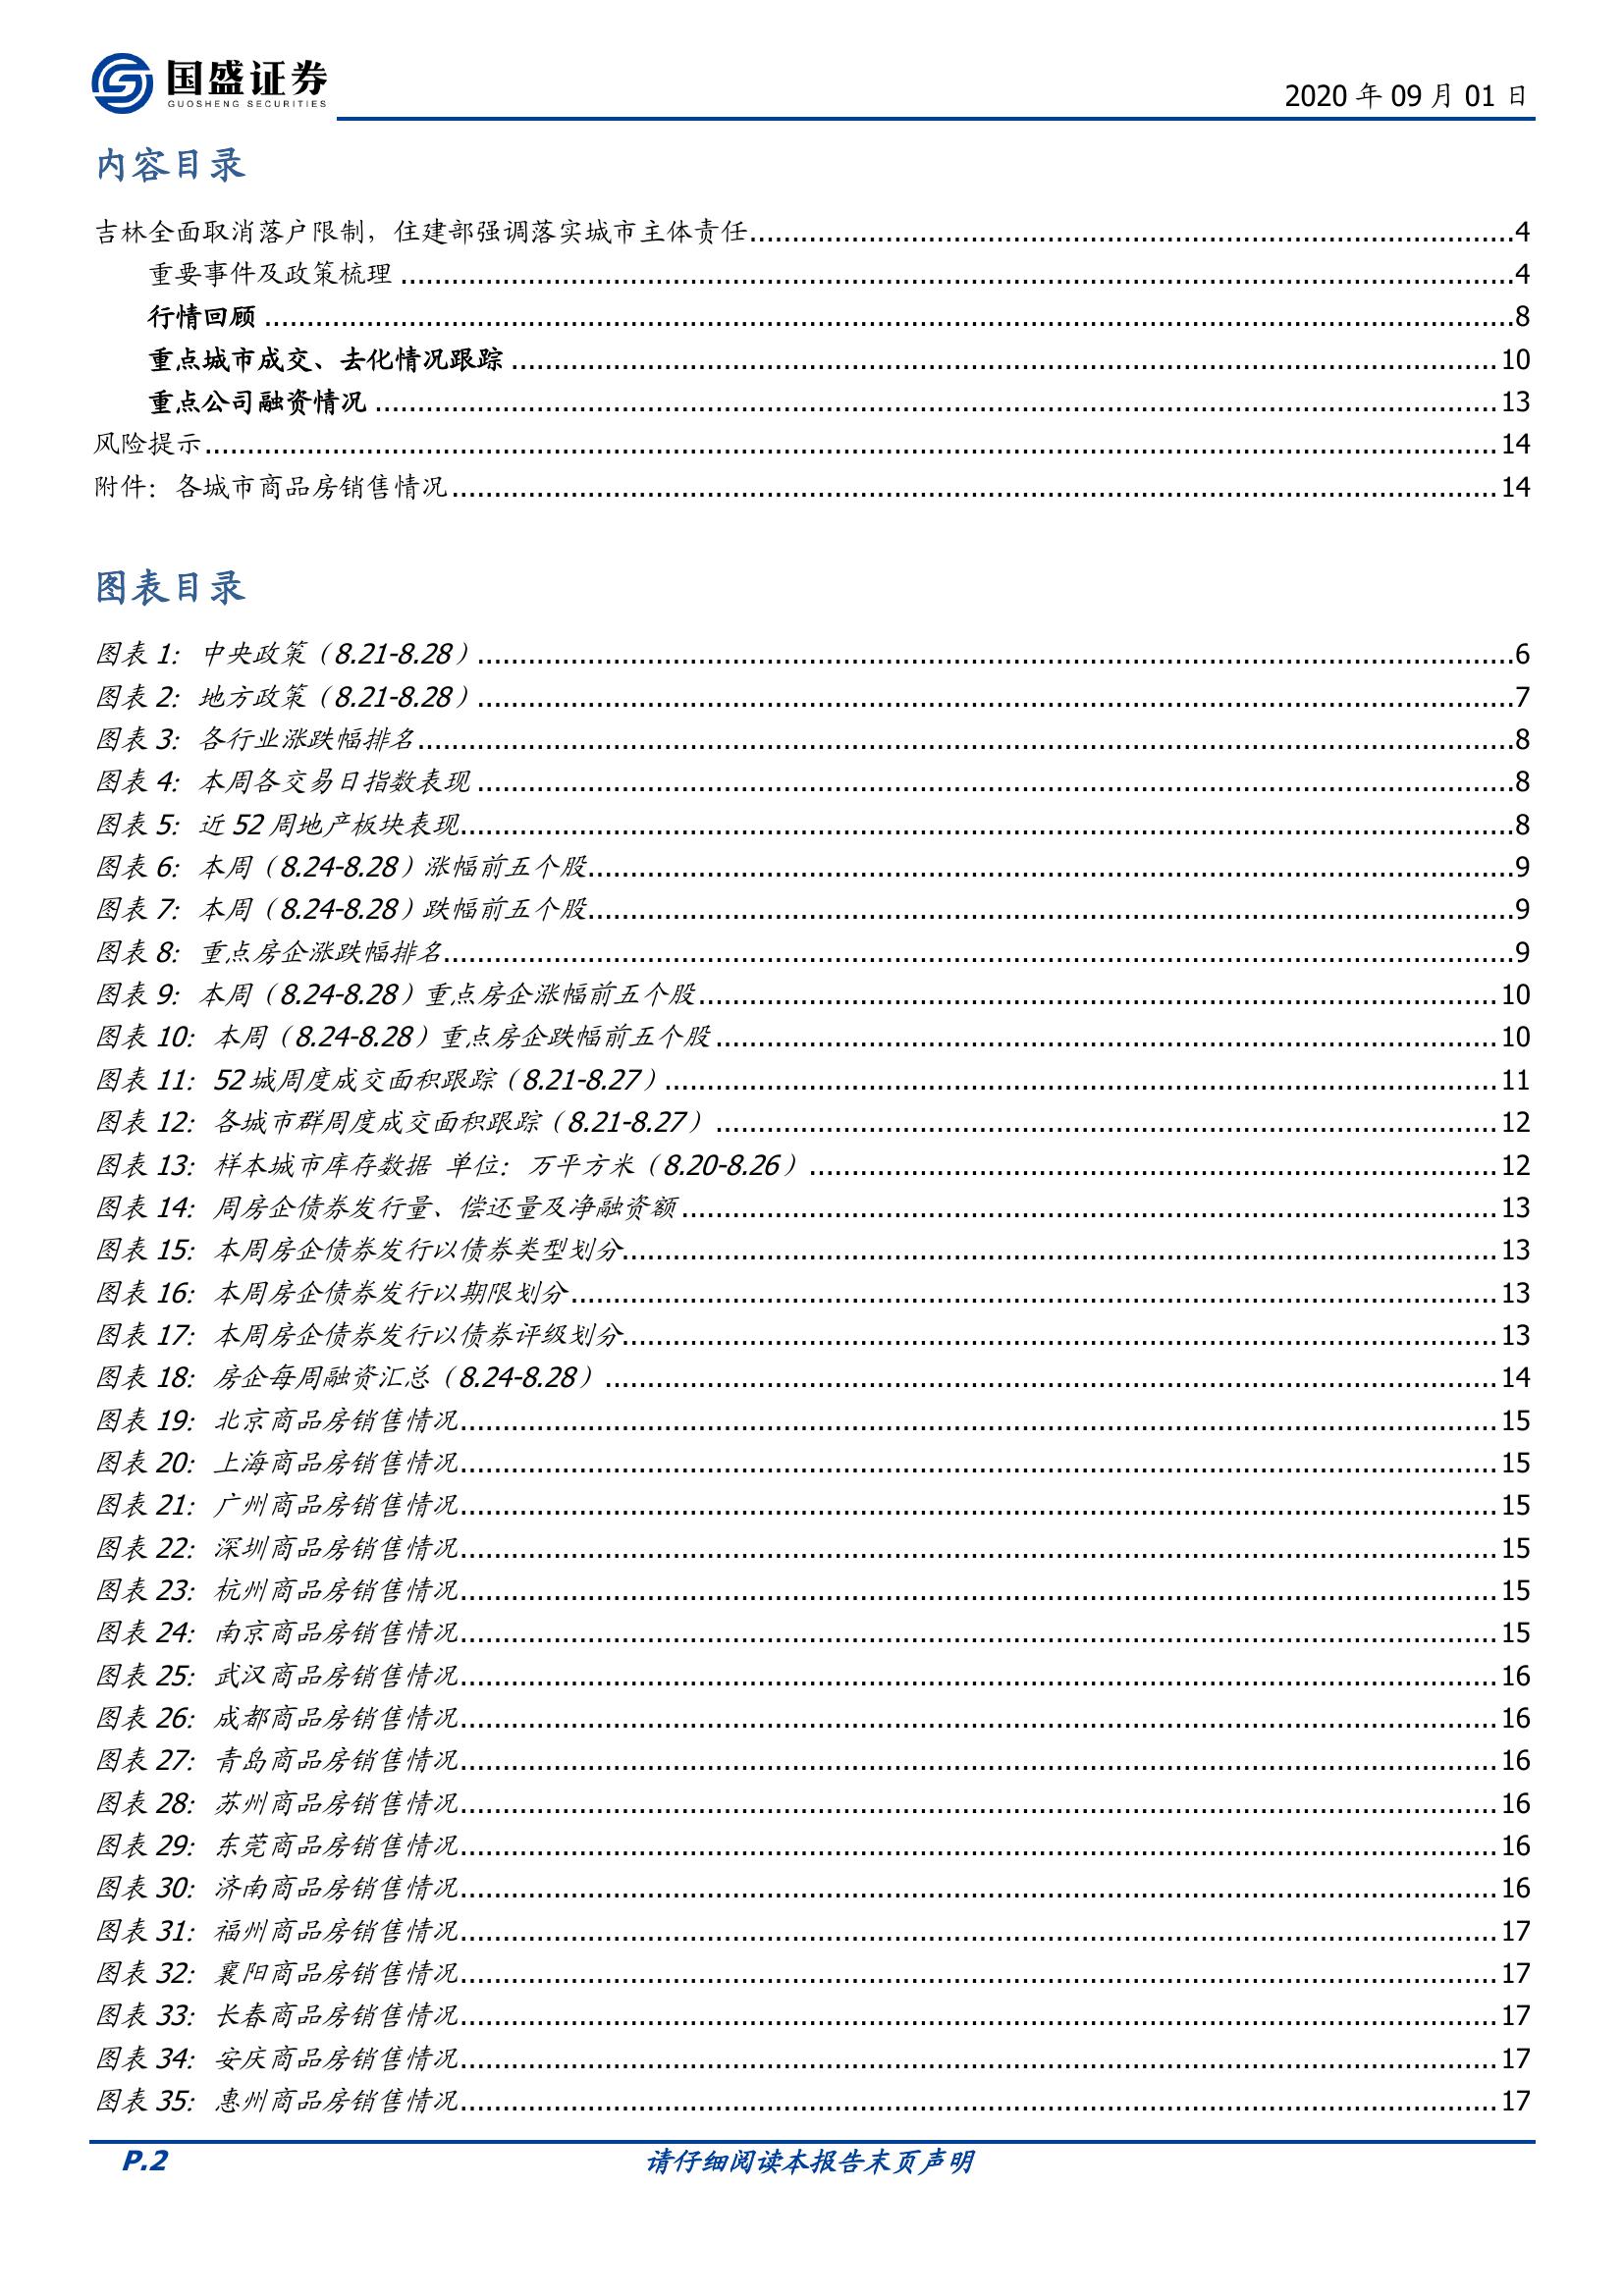 国盛证券
GUOSHENG SECURITIES
2020 年 09 月 01 日
内容目录
吉林全面取消落户限制，住建部强调落实城市主体责任 4
重要事件及政策梳理 4
行情回顾 8
重点城市成交、去化情况跟踪 10
重点公司融资情况 13
风险提示 14
附件：各城市商品房销售情况 14
图表目录
图表 1: 中央政策（8.21-8.28） 6
图表 2: 地方政策（8.21-8.28） 7
图表 3: 各行业涨跌幅排名 8
图表 4: 本周各交易日指数表现 8
图表 5: 近 52 周地产板块表现 8
图表 6: 本周（8.24-8.28）涨幅前五个股 9
图表 7: 本周（8.24-8.28）跌幅前五个股 9
图表 8: 重点房企涨跌幅排名 9
图表 9: 本周（8.24-8.28）重点房企涨幅前五个股 10
图表 10: 本周（8.24-8.28）重点房企跌幅前五个股 10
图表 11: 52 城周度成交面积跟踪（8.21-8.27） 11
图表 12: 各城市群周度成交面积跟踪（8.21-8.27） 12
图表 13: 样本城市库存数据 单位：万平方米（8.20-8.26） 12
图表 14: 周房企债券发行量、偿还量及净融资额 13
图表 15: 本周房企债券发行以债券类型划分 13
图表 16: 本周房企债券发行以期限划分 13
图表 17: 本周房企债券发行以债券评级划分 13
图表 18: 房企每周融资汇总（8.24-8.28） 14
图表 19: 北京商品房销售情况 15
图表 20: 上海商品房销售情况 15
图表 21: 广州商品房销售情况 15
图表 22: 深圳商品房销售情况 15
图表 23: 杭州商品房销售情况 15
图表 24: 南京商品房销售情况 15
图表 25: 武汉商品房销售情况 16
图表 26: 成都商品房销售情况 16
图表 27: 青岛商品房销售情况 16
图表 28: 苏州商品房销售情况 16
图表 29: 东莞商品房销售情况 16
图表 30: 济南商品房销售情况 16
图表 31: 福州商品房销售情况 17
图表 32: 襄阳商品房销售情况 17
图表 33: 长春商品房销售情况 17
图表 34: 安庆商品房销售情况 17
图表 35: 惠州商品房销售情况 17
P.2
请仔细阅读本报告末页声明